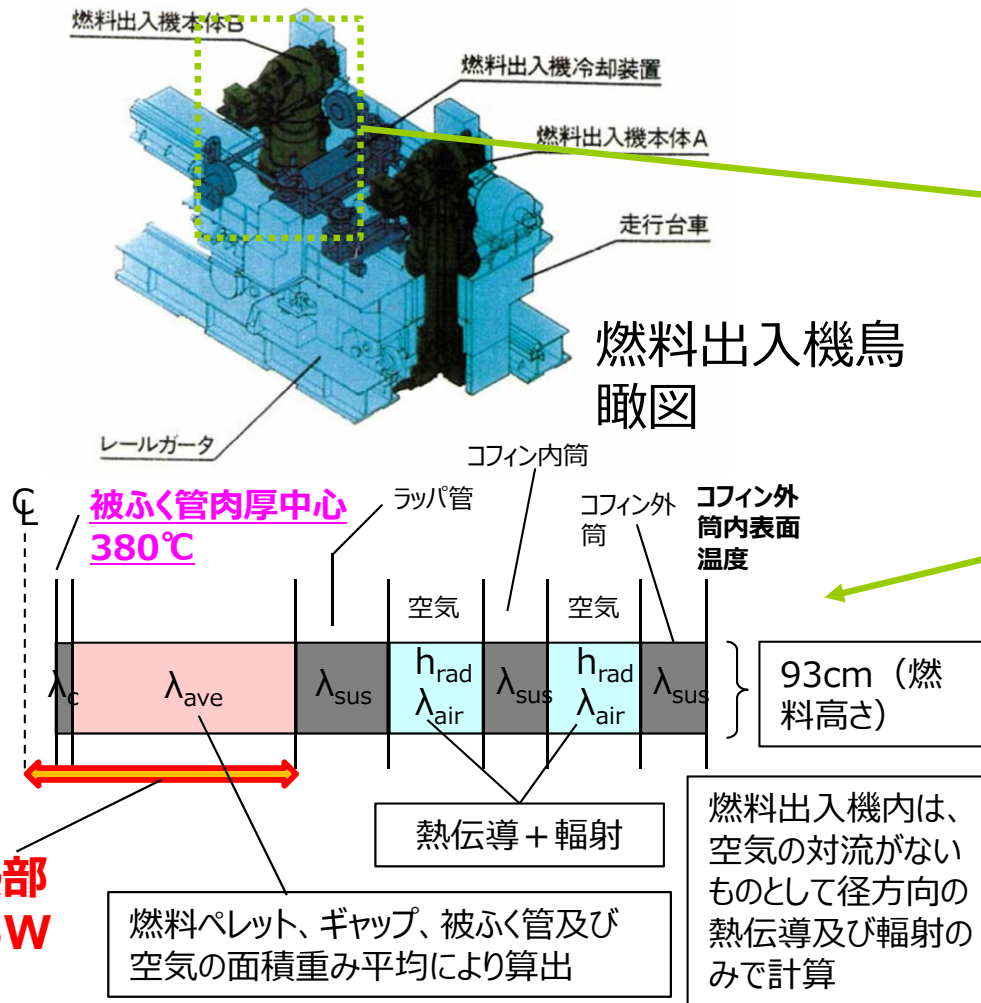 燃料出入機本体B
燃料出入機冷却装置
燃料出入機本体A
走行台車
燃料出入機鳥
瞰図
レールガータ
コフィン内筒
℄
被ふく管肉厚中心
380℃
ラッパ管
コフィン外
筒
コフィン外
筒内表面
温度
空気
空気
λc
λave
λsus
hrad
λair
λsus
hrad
λair
λsus
93cm（燃
料高さ）
熱伝導＋輻射
部
W
燃料ペレット、ギャップ、被ふく管及び
空気の面積重み平均により算出
燃料出入機内は、
空気の対流がない
ものとして径方向の
熱伝導及び輻射の
みで計算